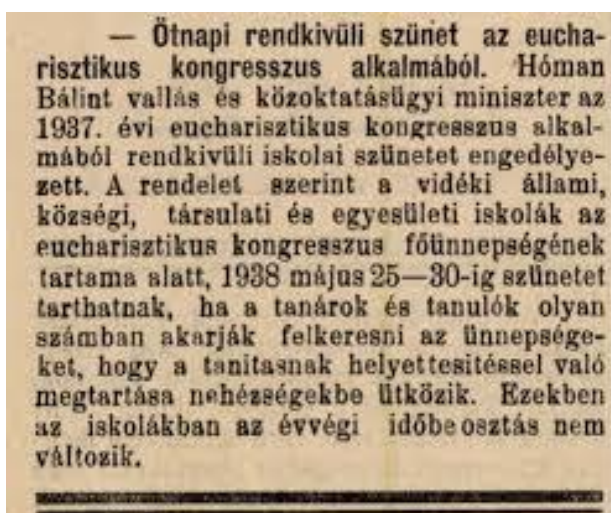 — Ötnapi rendkivüli szünet az eucha-
risztikus kongresszus alkalmából. Hóman
Bálint vallás és közoktatásügyi miniszter az
1937. évi eucharisztikus kongresszus alkal-
mából rendkivüli iskolai szünetet engedélye-
zett. A rendelet szerint a vidéki állami,
községi, társulati és egyesületi iskolák az
eucharisztikus kongresszus főünnepségének
tartama alatt, 1938 május 25—30-ig szünetet
tarthatnak, ha a tanárok és tanulók olyan
számban akarják felkeresni az ünnepsége-
ket, hogy a tanitasnak helyettesitéssel való
megtartása nehézségekbe ütközik. Ezekben
az iskolákban az évvégi időbeosztás nem
változik.